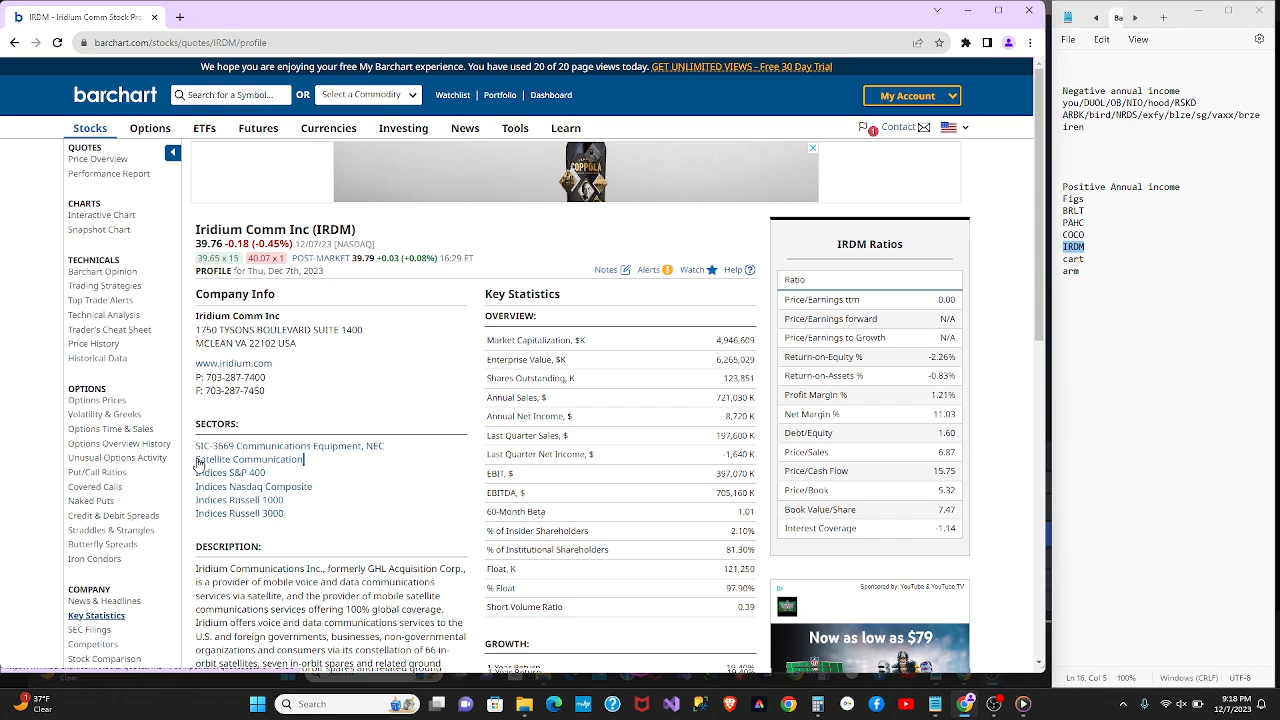 IRDM - Iridium Comm Stock Pro
barchart.com/stocks/quotes/IRDM/profile
We hope you are enjoying your free My Barchart experience. You have used 20 of 20 page views today. GET UNLIMITED VIEWS - Free 30 Day Trial
barchart
Search for a Symbol...
OR
Select a Commodity
Watchlist | Portfolio | Dashboard
My Account
Stocks Options ETFs Futures Currencies Investing News Tools Learn
Contact
QUOTES
Price Overview
Performance Report
CHARTS
Interactive Chart
Snapshot Chart
TECHNICALS
Barchart Opinion
Trading Strategies
Top Trade Alerts
Technical Analysis
Trader's Cheat Sheet
Price History
Historical Data
OPTIONS
Options Prices
Volatility & Greeks
Options Time & Sales
Options Overview History
Unusual Options Activity
Put/Call Ratios
Covered Calls
Naked Puts
Credit & Debit Spreads
Straddles & Strangles
Butterfly Spreads
Iron Condors
COMPANY
News & Headlines
Key Statistics
SEC Filings
Competitors
Stock Comparison
COPPOLA
Iridium Comm Inc (IRDM)
39.76 -0.18 (-0.45%) 12/07/23 [NASDAQ]
39.65 x 15 40.07 x 1 POST-MARKET 39.79 +0.03 (+0.08%) 16:29 ET
PROFILE for Thu, Dec 7th, 2023
Notes Alerts Watch Help
Company Info
Iridium Comm Inc
1750 TYSONS BOULEVARD SUITE 1400
MCLEAN VA 22102 USA
www.iridium.com
P: 703-287-7400
F: 703-287-7450
SECTORS:
SIC-3669 Communications Equipment, NEC
Satellite Communication
Indices S&P 400
Indices Nasdaq Composite
Indices Russell 1000
Indices Russell 3000
DESCRIPTION:
Iridium Communications Inc., formerly GHL Acquisition Corp.,
is a provider of mobile voice and data communications
services via satellite, and the provider of mobile satellite
communications services offering 100% global coverage.
Iridium offers voice and data communications services to the
U.S. and foreign governments, businesses, non-governmental
organizations and consumers via its constellation of 66 in-
orbit satellites, seven in-orbit spares and related ground
Key Statistics
OVERVIEW:
Market Capitalization, $K 4,946,609
Enterprise Value, $K 6,265,029
Shares Outstanding, K 123,851
Annual Sales, $ 721,030 K
Annual Net Income, $ 8,720 K
Last Quarter Sales, $ 197,600 K
Last Quarter Net Income, $ -1,640 K
EBIT, $ 397,070 K
EBITDA, $ 705,160 K
60-Month Beta 1.01
% of Insider Shareholders 2.10%
% of Institutional Shareholders 81.30%
Float, K 121,250
% Float 97.90%
Short Volume Ratio 0.39
GROWTH:
1-Year Return 19.40%
IRDM Ratios
Ratio
Price/Earnings ttm 0.00
Price/Earnings forward N/A
Price/Earnings to Growth N/A
Return-on-Equity % -2.26%
Return-on-Assets % -0.83%
Profit Margin % 1.21%
Net Margin % 11.03
Debt/Equity 1.60
Price/Sales 6.87
Price/Cash Flow 15.75
Price/Book 5.32
Book Value/Share 7.47
Interest Coverage -1.14
Sponsored by: YouTube & YouTube TV
Now as low as $79
Ba
File Edit View
Negative annual income
you/DUOL/OB/NIO/hood/RSKD
ARBK/bird/NRDS/exfy/blze/sg/vaxx/brze
iren
Positive Annual income
Figs
BRLT
PAHC
COCO
IRDM
cart
arm
Ln 16, Col 5 100% Windows (CRLF) UTF-8
37°F
Clear
Search
9:18 PM
12/7/2023